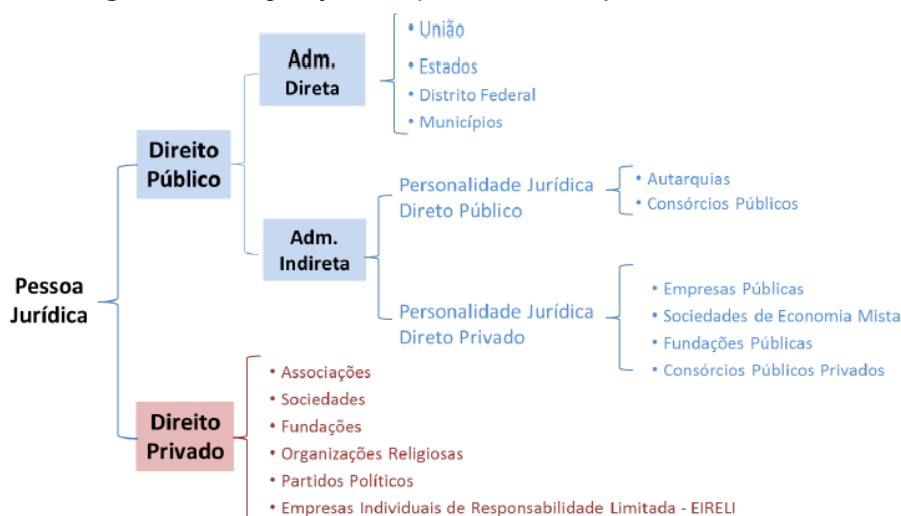 Pessoa
Jurídica
Direito
Público
Adm.
Direta
• União
• Estados
• Distrito Federal
• Municípios
Adm.
Indireta
Personalidade Jurídica
Direto Público
• Autarquias
• Consórcios Públicos
Personalidade Jurídica
Direto Privado
• Empresas Públicas
• Sociedades de Economia Mista
• Fundações Públicas
• Consórcios Públicos Privados
Direito
Privado
• Associações
• Sociedades
• Fundações
• Organizações Religiosas
• Partidos Políticos
• Empresas Individuais de Responsabilidade Limitada - EIRELI